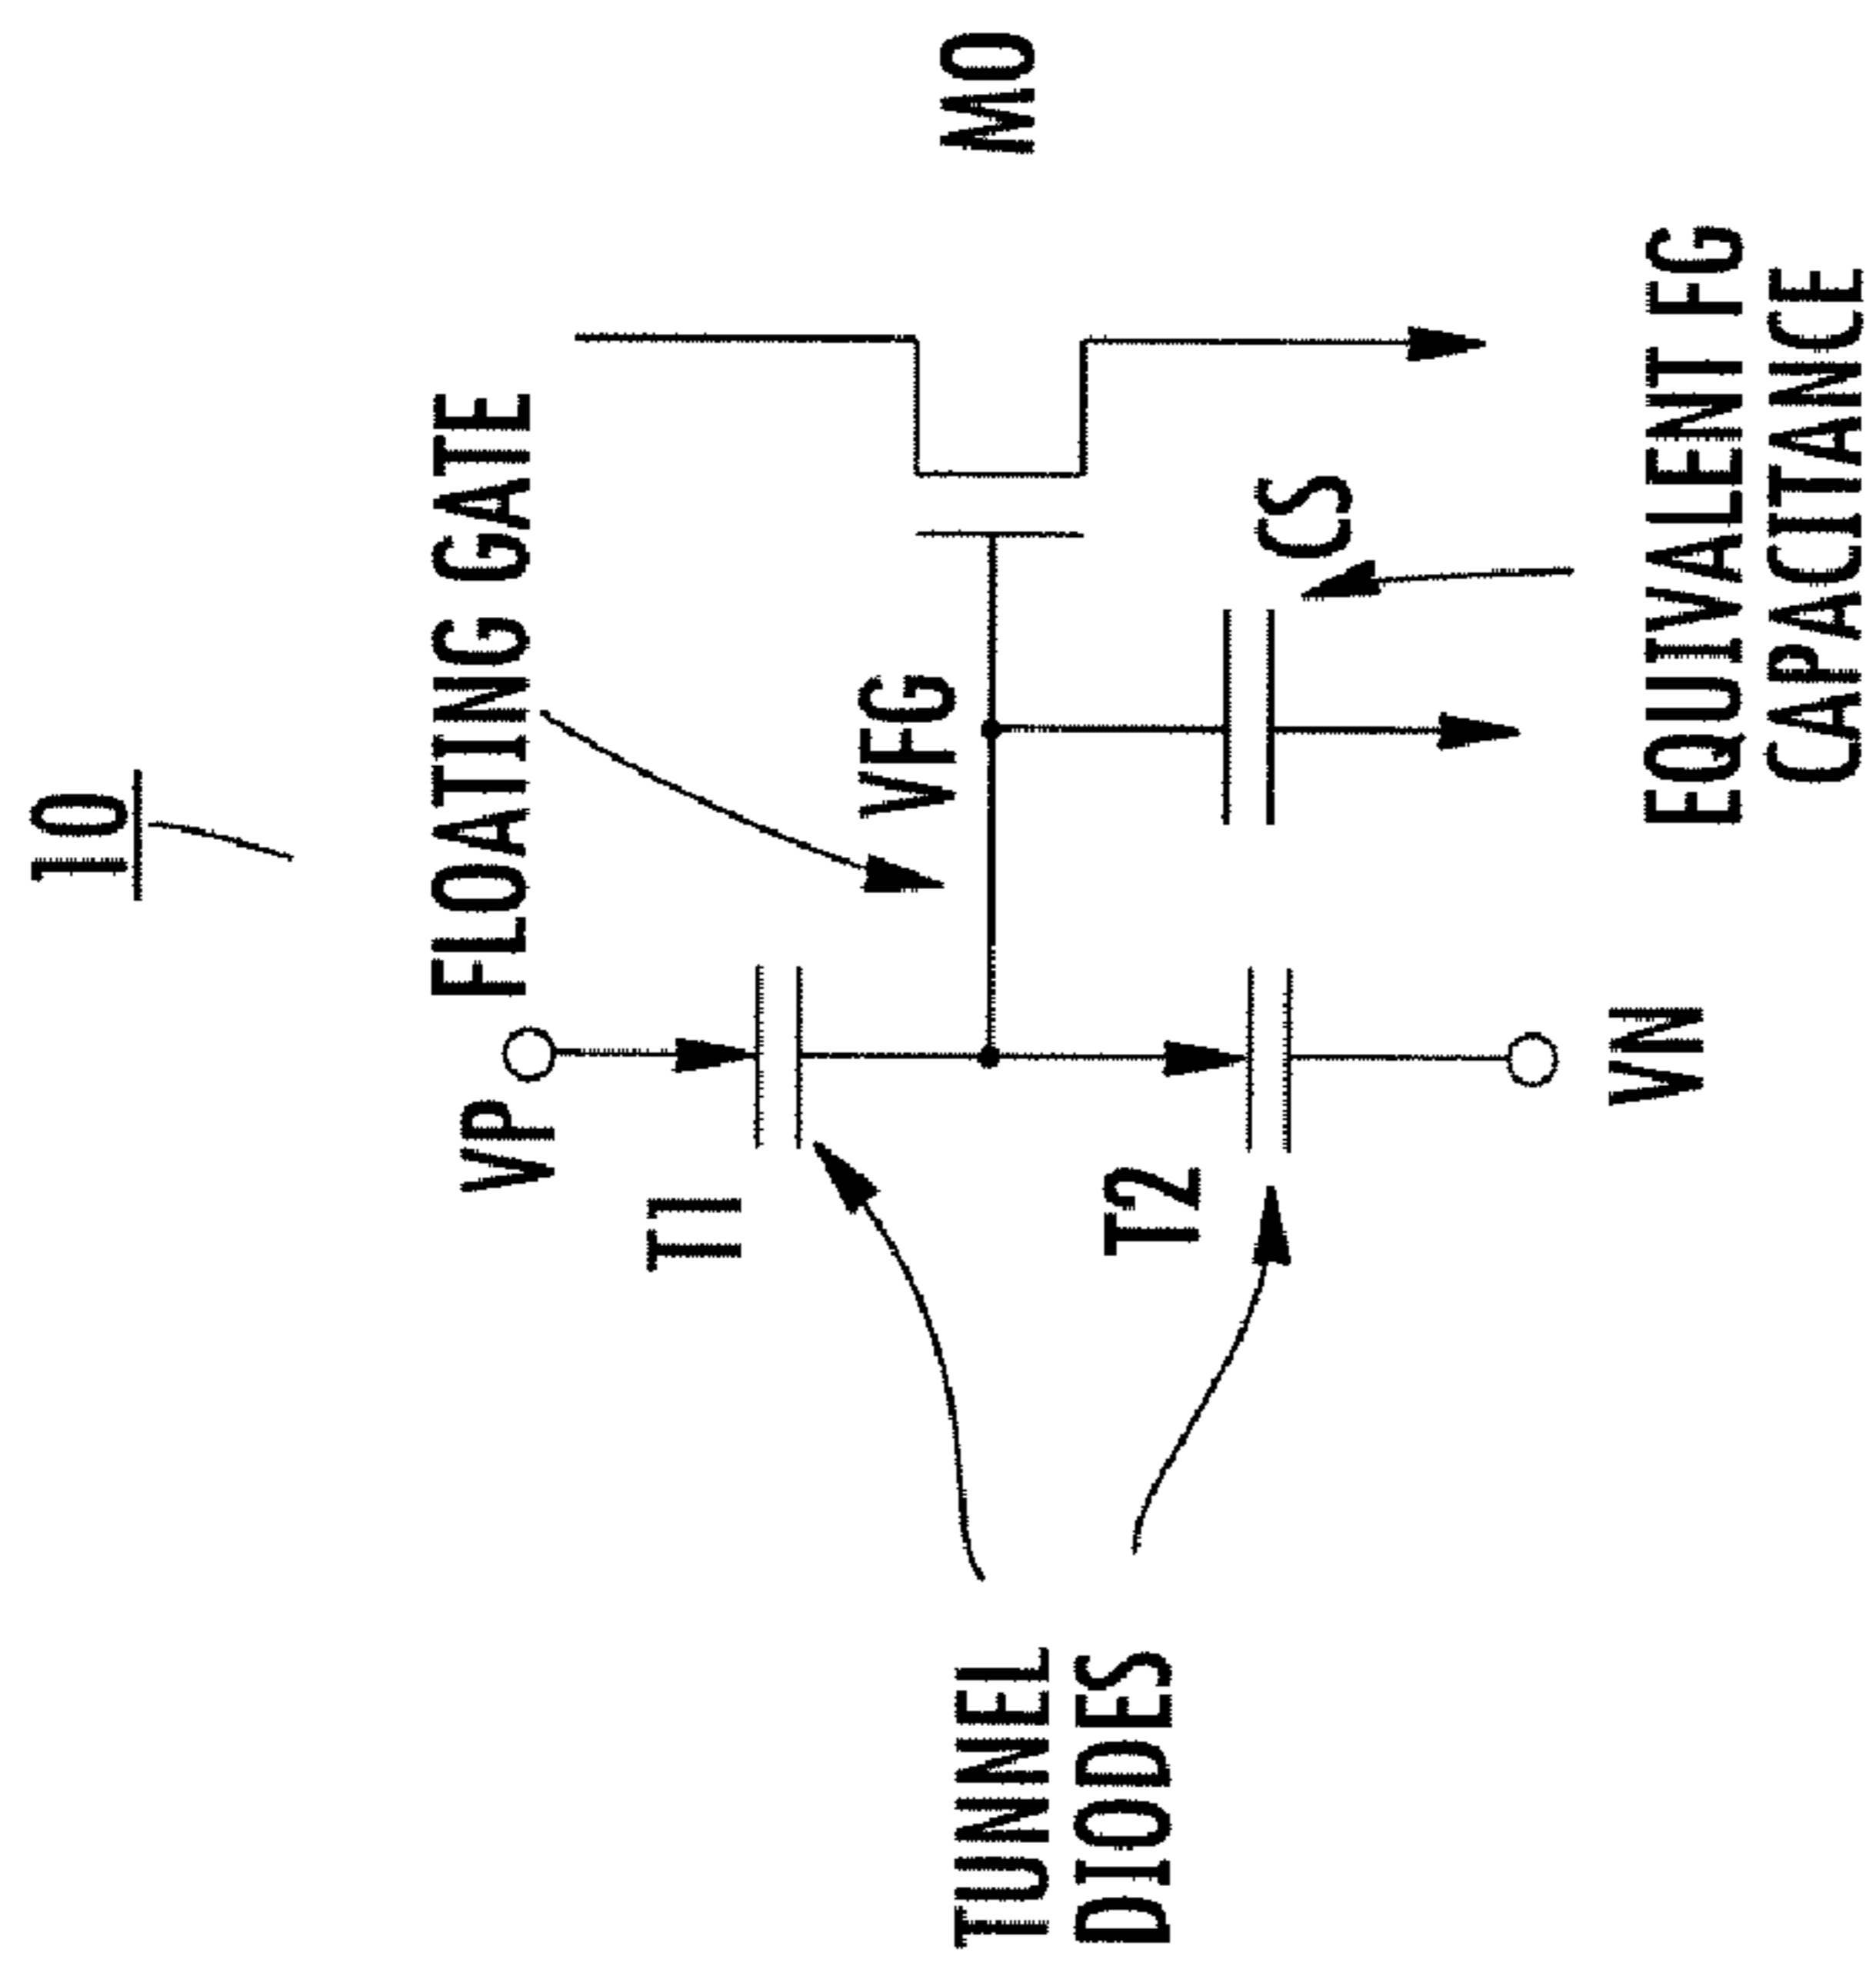 10
FLOATING GATE
VP
T1
VFG
M0
TUNNEL
DIODES
T2
CS
VN
EQUIVALENT FG
CAPACITANCE